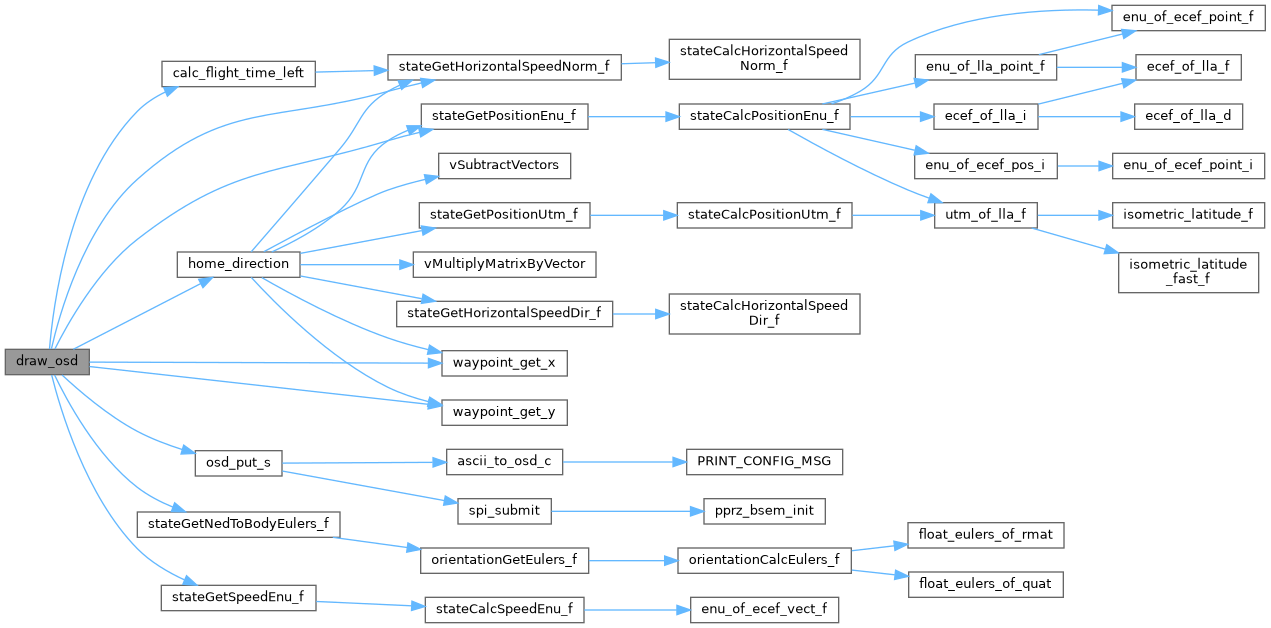 draw_osd
calc_flight_time_left
home_direction
osd_put_s
stateGetNedToBodyEulers_f
stateGetSpeedEnu_f
stateGetHorizontalSpeedNorm_f
stateGetPositionEnu_f
vSubtractVectors
stateGetPositionUtm_f
vMultiplyMatrixByVector
stateGetHorizontalSpeedDir_f
waypoint_get_x
waypoint_get_y
ascii_to_osd_c
spi_submit
orientationGetEulers_f
stateCalcSpeedEnu_f
stateCalcHorizontalSpeed
Norm_f
stateCalcPositionEnu_f
stateCalcPositionUtm_f
stateCalcHorizontalSpeed
Dir_f
PRINT_CONFIG_MSG
pprz_bsem_init
orientationCalcEulers_f
enu_of_ecef_vect_f
enu_of_lla_point_f
ecef_of_lla_i
enu_of_ecef_pos_i
utm_of_lla_f
float_eulers_of_rmat
float_eulers_of_quat
enu_of_ecef_point_f
ecef_of_lla_f
ecef_of_lla_d
enu_of_ecef_point_i
isometric_latitude_f
isometric_latitude
_fast_f